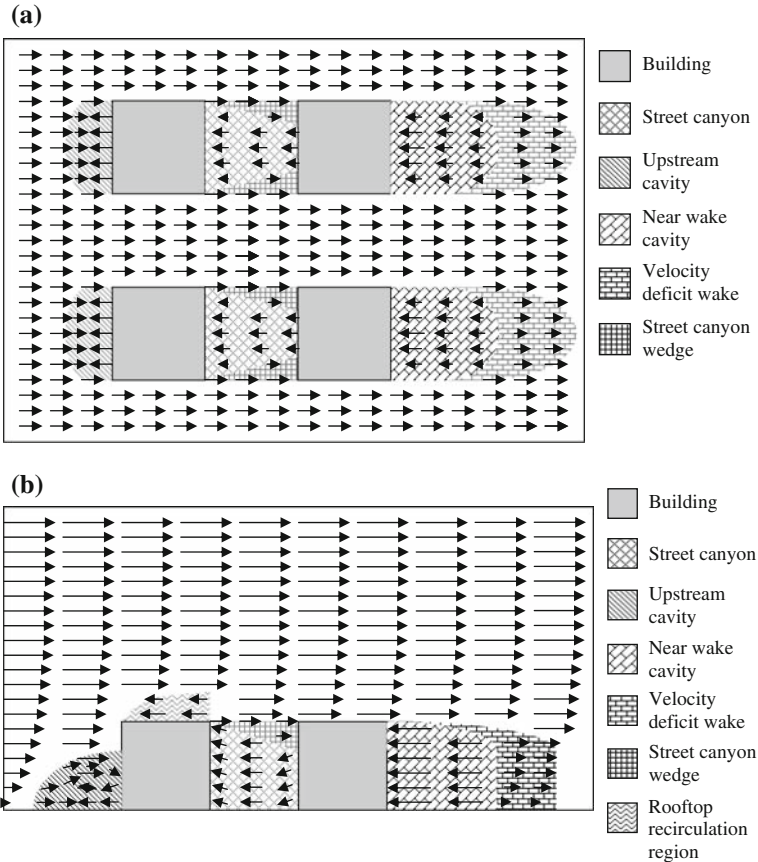 (a)
Building
Street canyon
Upstream
cavity
Near wake
cavity
Velocity
deficit wake
Street canyon
wedge
(b)
Building
Street canyon
Upstream
cavity
Near wake
cavity
Velocity
deficit wake
Street canyon
wedge
Rooftop
recirculation
region